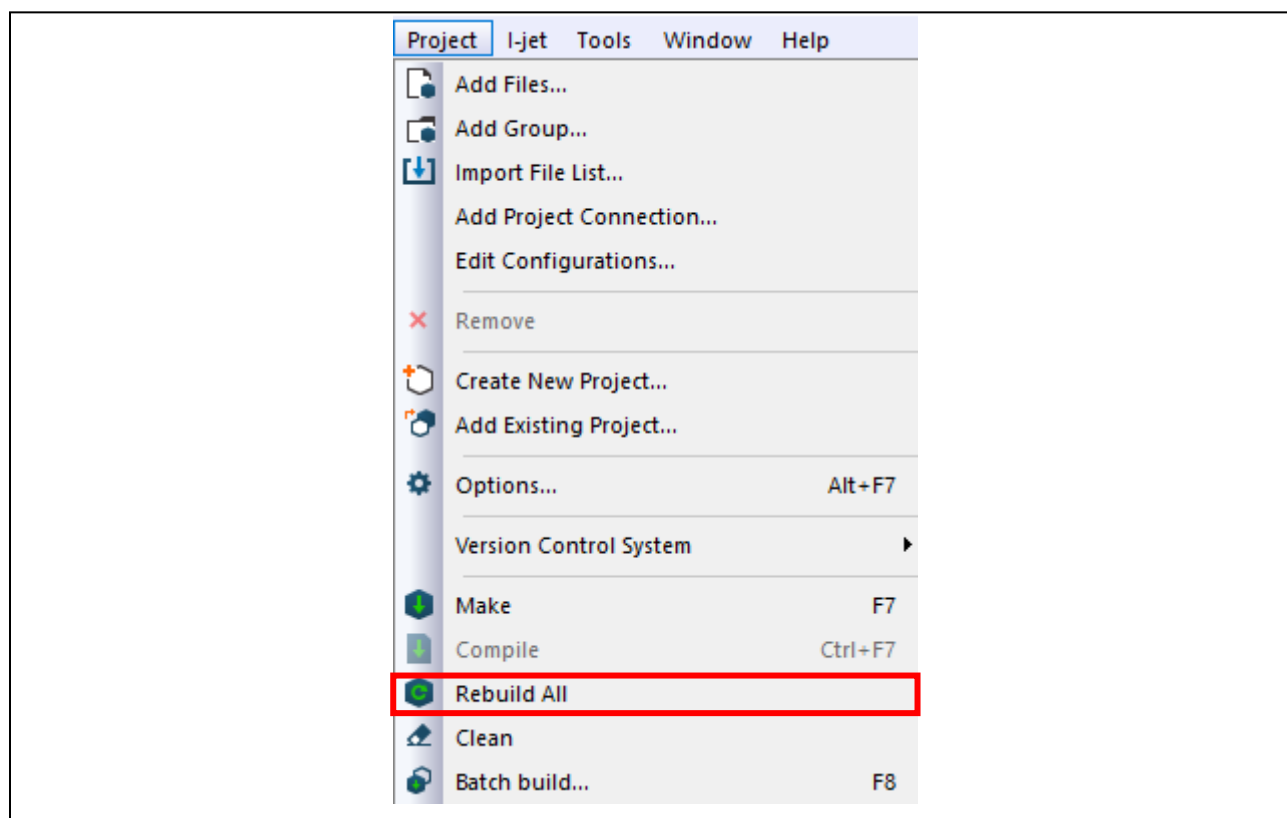 Project I-jet Tools Window Help
Add Files...
Add Group...
Import File List...
Add Project Connection...
Edit Configurations...
Remove
Create New Project...
Add Existing Project...
Options... Alt+F7
Version Control System
Make F7
Compile Ctrl+F7
Rebuild All
Clean
Batch build... F8